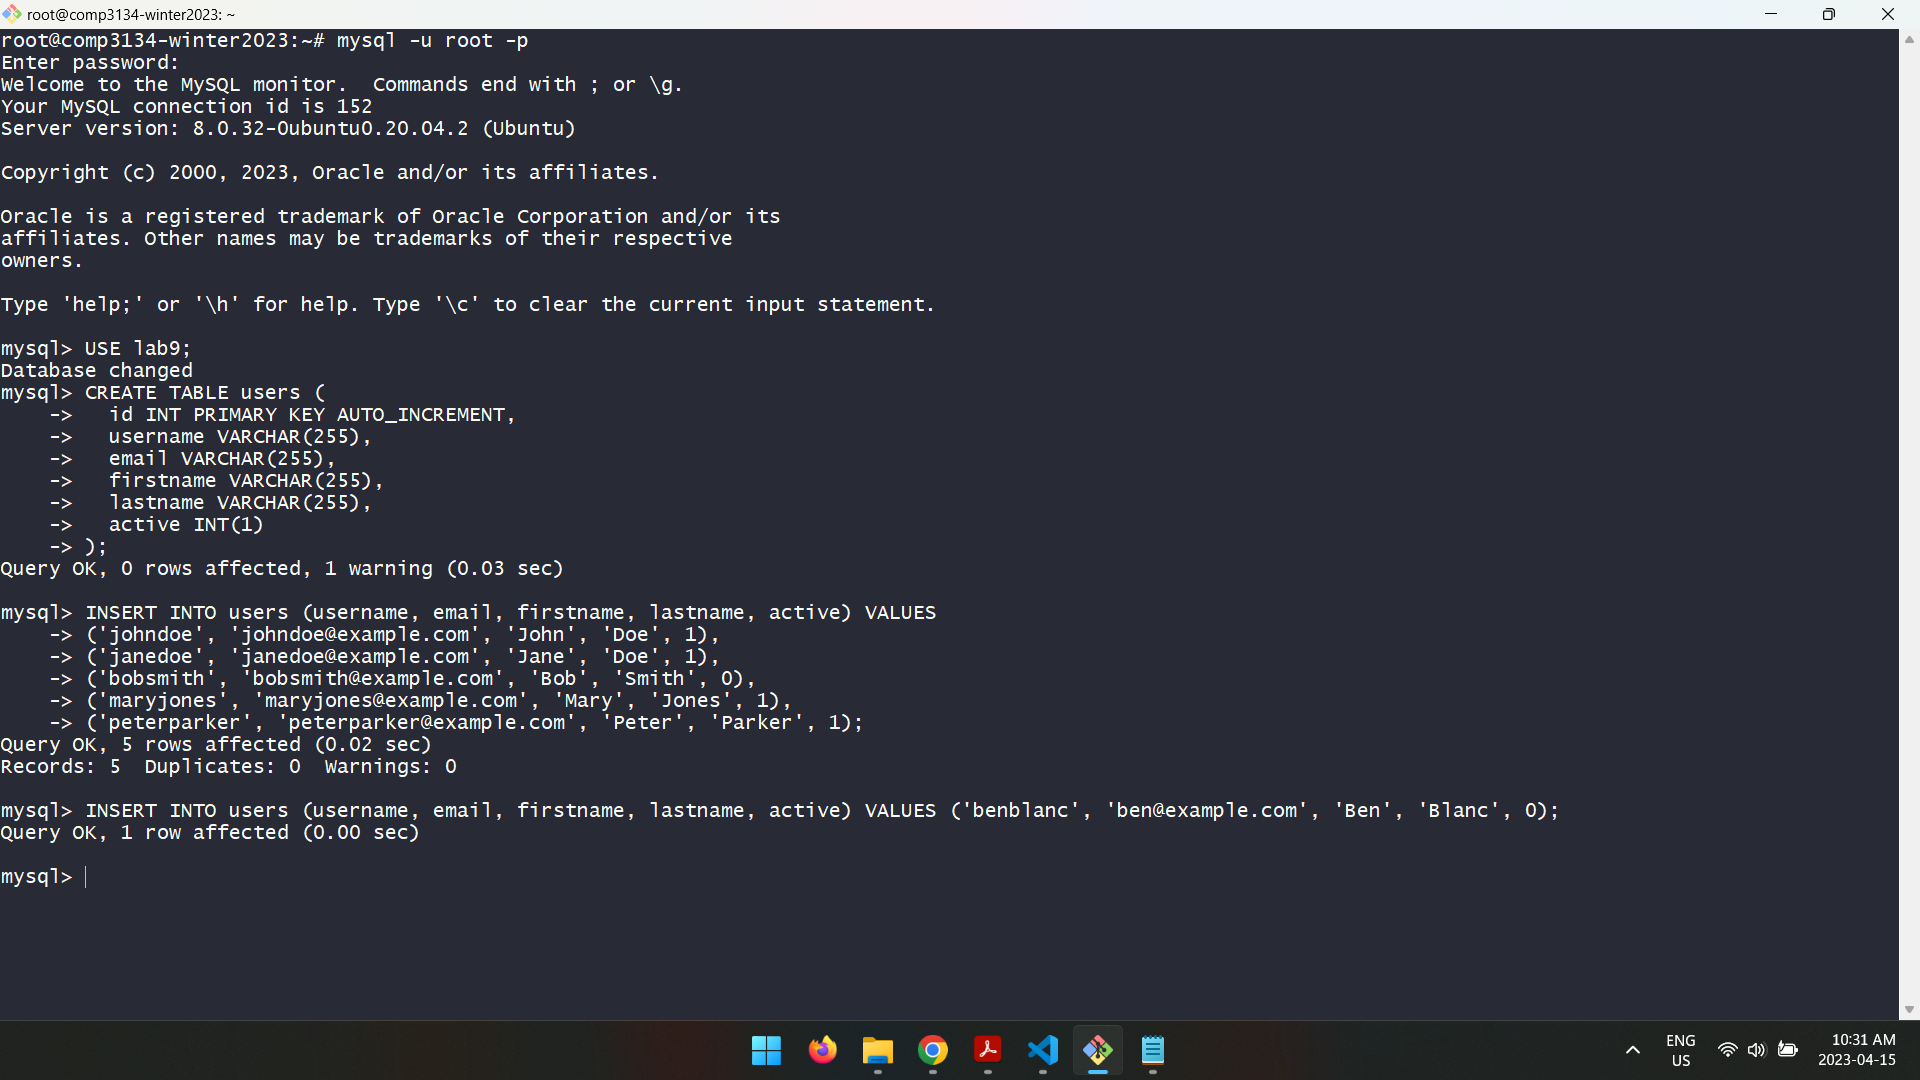 root@comp3134-winter2023: ~
root@comp3134-winter2023:~# mysql -u root -p
Enter password:
Welcome to the MySQL monitor.  Commands end with ; or \g.
Your MySQL connection id is 152
Server version: 8.0.32-0ubuntu0.20.04.2 (Ubuntu)

Copyright (c) 2000, 2023, Oracle and/or its affiliates.

Oracle is a registered trademark of Oracle Corporation and/or its
affiliates. Other names may be trademarks of their respective
owners.

Type 'help;' or '\h' for help. Type '\c' to clear the current input statement.

mysql> USE lab9;
Database changed
mysql> CREATE TABLE users (
    ->   id INT PRIMARY KEY AUTO_INCREMENT,
    ->   username VARCHAR(255),
    ->   email VARCHAR(255),
    ->   firstname VARCHAR(255),
    ->   lastname VARCHAR(255),
    ->   active INT(1)
    -> );
Query OK, 0 rows affected, 1 warning (0.03 sec)

mysql> INSERT INTO users (username, email, firstname, lastname, active) VALUES
    -> ('johndoe', 'johndoe@example.com', 'John', 'Doe', 1),
    -> ('janedoe', 'janedoe@example.com', 'Jane', 'Doe', 1),
    -> ('bobsmith', 'bobsmith@example.com', 'Bob', 'Smith', 0),
    -> ('maryjones', 'maryjones@example.com', 'Mary', 'Jones', 1),
    -> ('peterparker', 'peterparker@example.com', 'Peter', 'Parker', 1);
Query OK, 5 rows affected (0.02 sec)
Records: 5  Duplicates: 0  Warnings: 0

mysql> INSERT INTO users (username, email, firstname, lastname, active) VALUES ('benblanc', 'ben@example.com', 'Ben', 'Blanc', 0);
Query OK, 1 row affected (0.00 sec)

mysql>
ENG
US
10:31 AM
2023-04-15